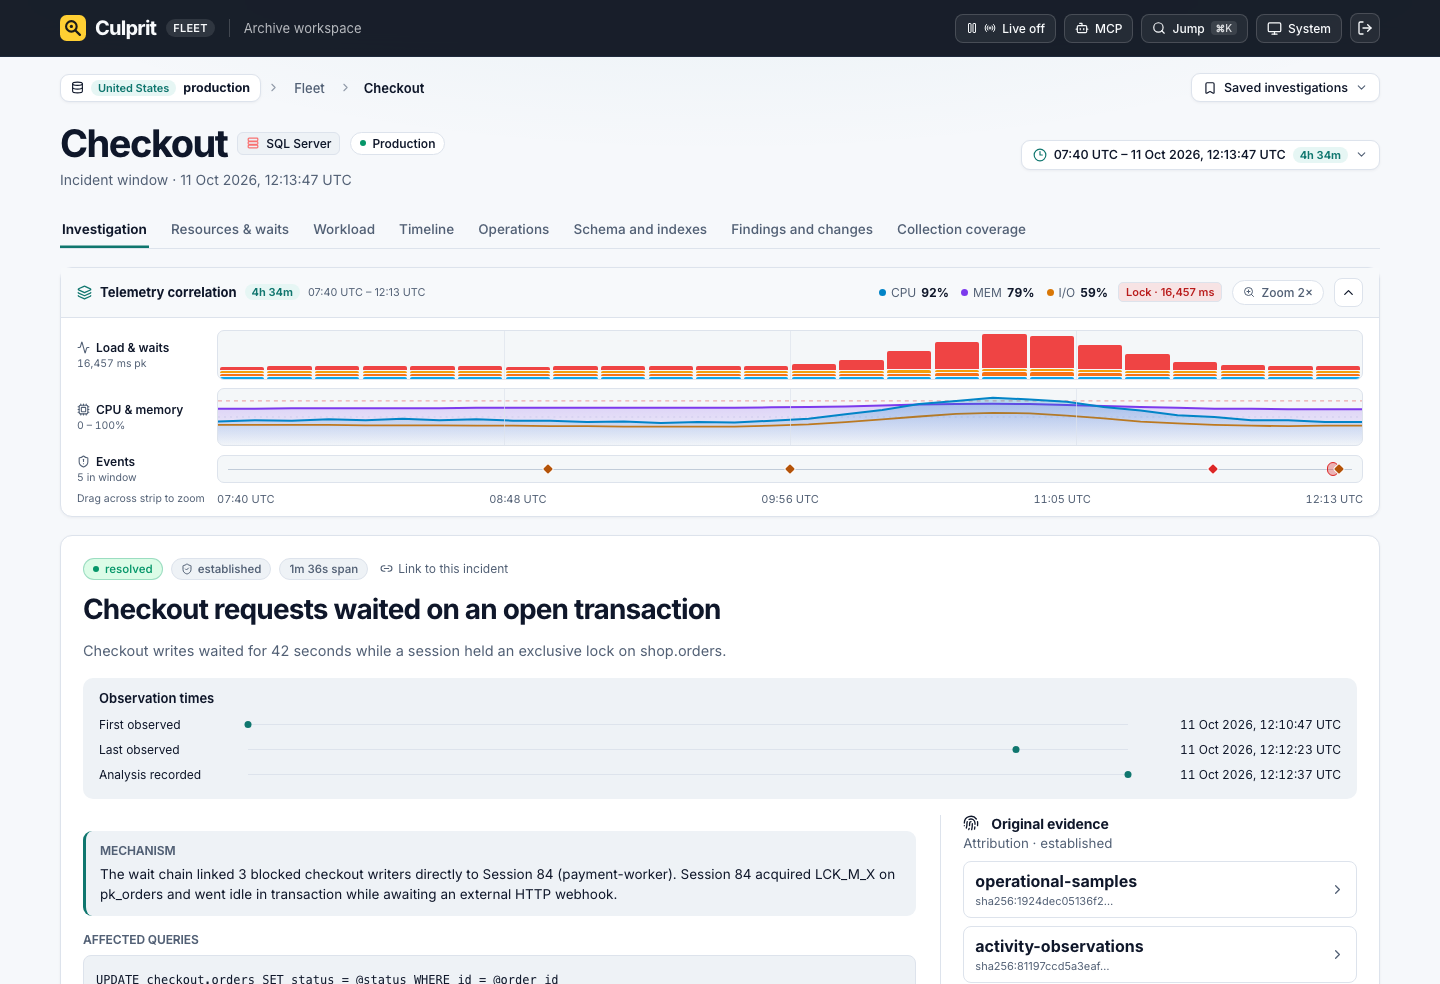 Culprit FLEET Archive workspace Live off MCP Jump ⌘K System
United States production Fleet Checkout Saved investigations
Checkout SQL Server Production 07:40 UTC – 11 Oct 2026, 12:13:47 UTC 4h 34m
Incident window · 11 Oct 2026, 12:13:47 UTC
Investigation Resources & waits Workload Timeline Operations Schema and indexes Findings and changes Collection coverage
Telemetry correlation 4h 34m 07:40 UTC – 12:13 UTC CPU 92% MEM 79% I/O 59% Lock · 16,457 ms Zoom 2×
Load & waits
16,457 ms pk
CPU & memory
0 – 100%
Events
5 in window
Drag across strip to zoom 07:40 UTC 08:48 UTC 09:56 UTC 11:05 UTC 12:13 UTC
resolved established 1m 36s span Link to this incident
Checkout requests waited on an open transaction
Checkout writes waited for 42 seconds while a session held an exclusive lock on shop.orders.
Observation times
First observed 11 Oct 2026, 12:10:47 UTC
Last observed 11 Oct 2026, 12:12:23 UTC
Analysis recorded 11 Oct 2026, 12:12:37 UTC
MECHANISM
The wait chain linked 3 blocked checkout writers directly to Session 84 (payment-worker). Session 84 acquired LCK_M_X on
pk_orders and went idle in transaction while awaiting an external HTTP webhook.
AFFECTED QUERIES
UPDATE checkout.orders SET status = @status WHERE id = @order_id
Original evidence
Attribution · established
operational-samples
sha256:1924dec05136f2…
activity-observations
sha256:81197ccd5a3eaf…